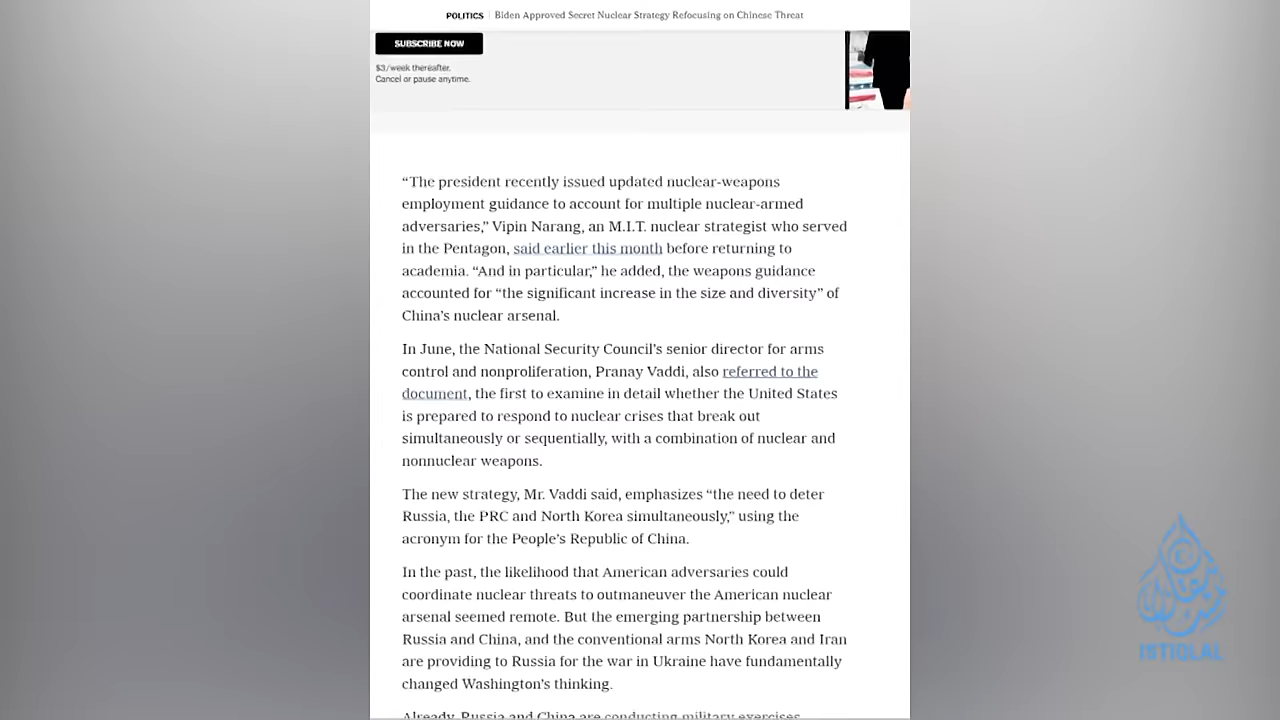 POLITICS | Biden Approved Secret Nuclear Strategy Refocusing on Chinese Threat
SUBSCRIBE NOW
$3/week thereafter.
Cancel or pause anytime.
“The president recently issued updated nuclear-weapons
employment guidance to account for multiple nuclear-armed
adversaries,” Vipin Narang, an M.I.T. nuclear strategist who served
in the Pentagon, said earlier this month before returning to
academia. “And in particular,” he added, the weapons guidance
accounted for “the significant increase in the size and diversity” of
China’s nuclear arsenal.
In June, the National Security Council’s senior director for arms
control and nonproliferation, Pranay Vaddi, also referred to the
document, the first to examine in detail whether the United States
is prepared to respond to nuclear crises that break out
simultaneously or sequentially, with a combination of nuclear and
nonnuclear weapons.
The new strategy, Mr. Vaddi said, emphasizes “the need to deter
Russia, the PRC and North Korea simultaneously,” using the
acronym for the People’s Republic of China.
In the past, the likelihood that American adversaries could
coordinate nuclear threats to outmaneuver the American nuclear
arsenal seemed remote. But the emerging partnership between
Russia and China, and the conventional arms North Korea and Iran
are providing to Russia for the war in Ukraine have fundamentally
changed Washington’s thinking.
Already, Russia and China are conducting military exercises
ISTIQLAL